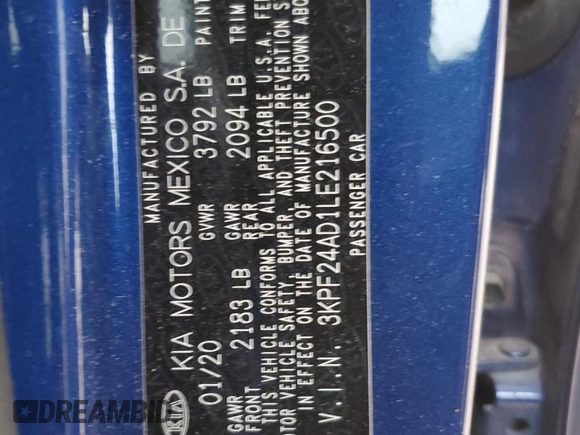 MANUFACTURED BY
KIA KIA MOTORS MEXICO S.A. DE
01/20 GVWR 3792 LB PAINT
GAWR FRONT 2183 LB GAWR REAR 2094 LB TRIM
THIS VEHICLE CONFORMS TO ALL APPLICABLE U.S.A. FE
MOTOR VEHICLE SAFETY, BUMPER, AND THEFT PREVENTION S
IN EFFECT ON THE DATE OF MANUFACTURE SHOWN ABO
V.I.N. 3KPF24AD1LE216500
PASSENGER CAR
DREAMBID